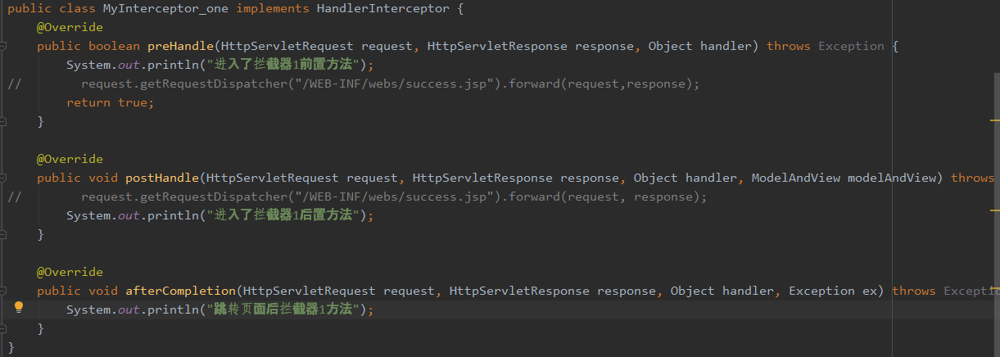 public class MyInterceptor_one implements HandlerInterceptor {
    @Override
    public boolean preHandle(HttpServletRequest request, HttpServletResponse response, Object handler) throws Exception {
        System.out.println("进入了拦截器1前置方法");
//        request.getRequestDispatcher("/WEB-INF/webs/success.jsp").forward(request,response);
        return true;
    }
    @Override
    public void postHandle(HttpServletRequest request, HttpServletResponse response, Object handler, ModelAndView modelAndView) throws
//        request.getRequestDispatcher("/WEB-INF/webs/success.jsp").forward(request, response);
        System.out.println("进入了拦截器1后置方法");
    }
    @Override
    public void afterCompletion(HttpServletRequest request, HttpServletResponse response, Object handler, Exception ex) throws Exceptio
        System.out.println("跳转页面后拦截器1方法");
    }
}